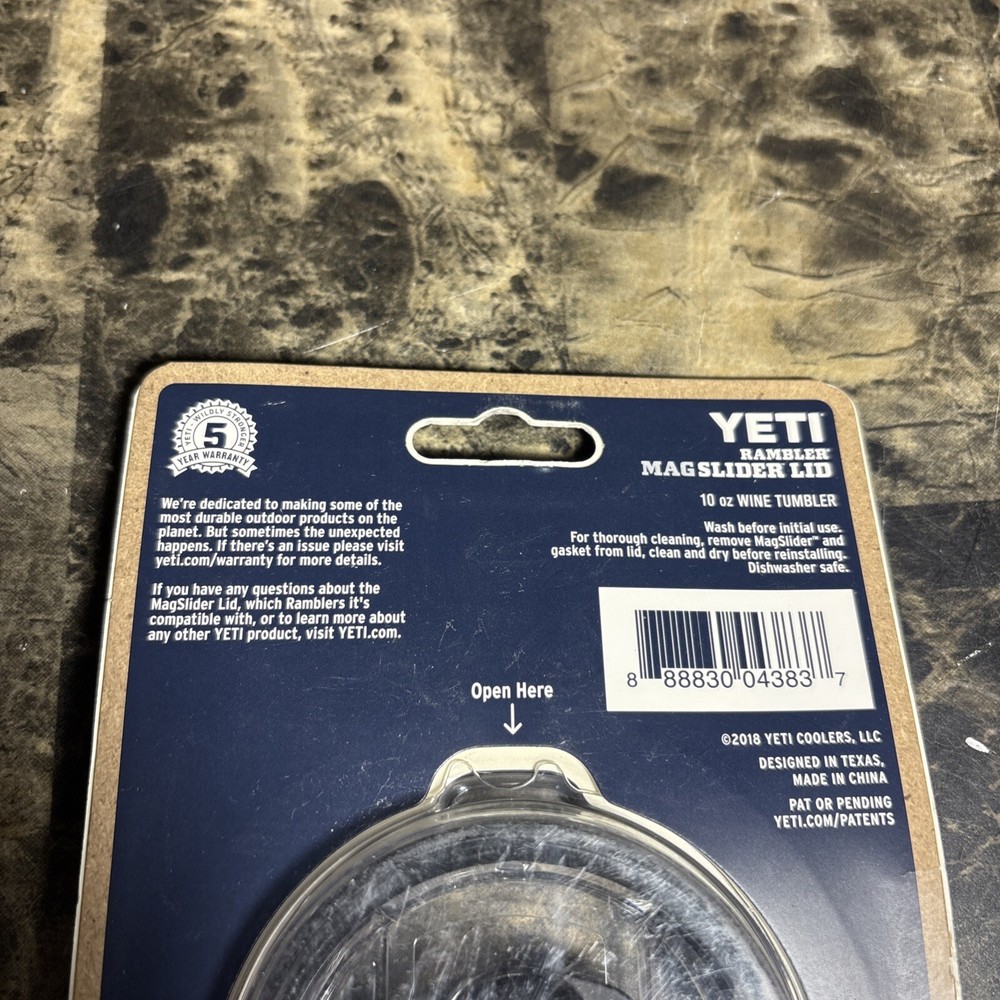 YETI · WILDLY STRONGER
5
YEAR WARRANTY
We're dedicated to making some of the
most durable outdoor products on the
planet. But sometimes the unexpected
happens. If there's an issue please visit
yeti.com/warranty for more details.
If you have any questions about the
MagSlider Lid, which Ramblers it's
compatible with, or to learn more about
any other YETI product, visit YETI.com.
YETI
RAMBLER®
MAGSLIDER LID
10 oz WINE TUMBLER
Wash before initial use.
For thorough cleaning, remove MagSlider™ and
gasket from lid, clean and dry before reinstalling.
Dishwasher safe.
8 88830 04383 7
Open Here
©2018 YETI COOLERS, LLC
DESIGNED IN TEXAS,
MADE IN CHINA
PAT OR PENDING
YETI.COM/PATENTS